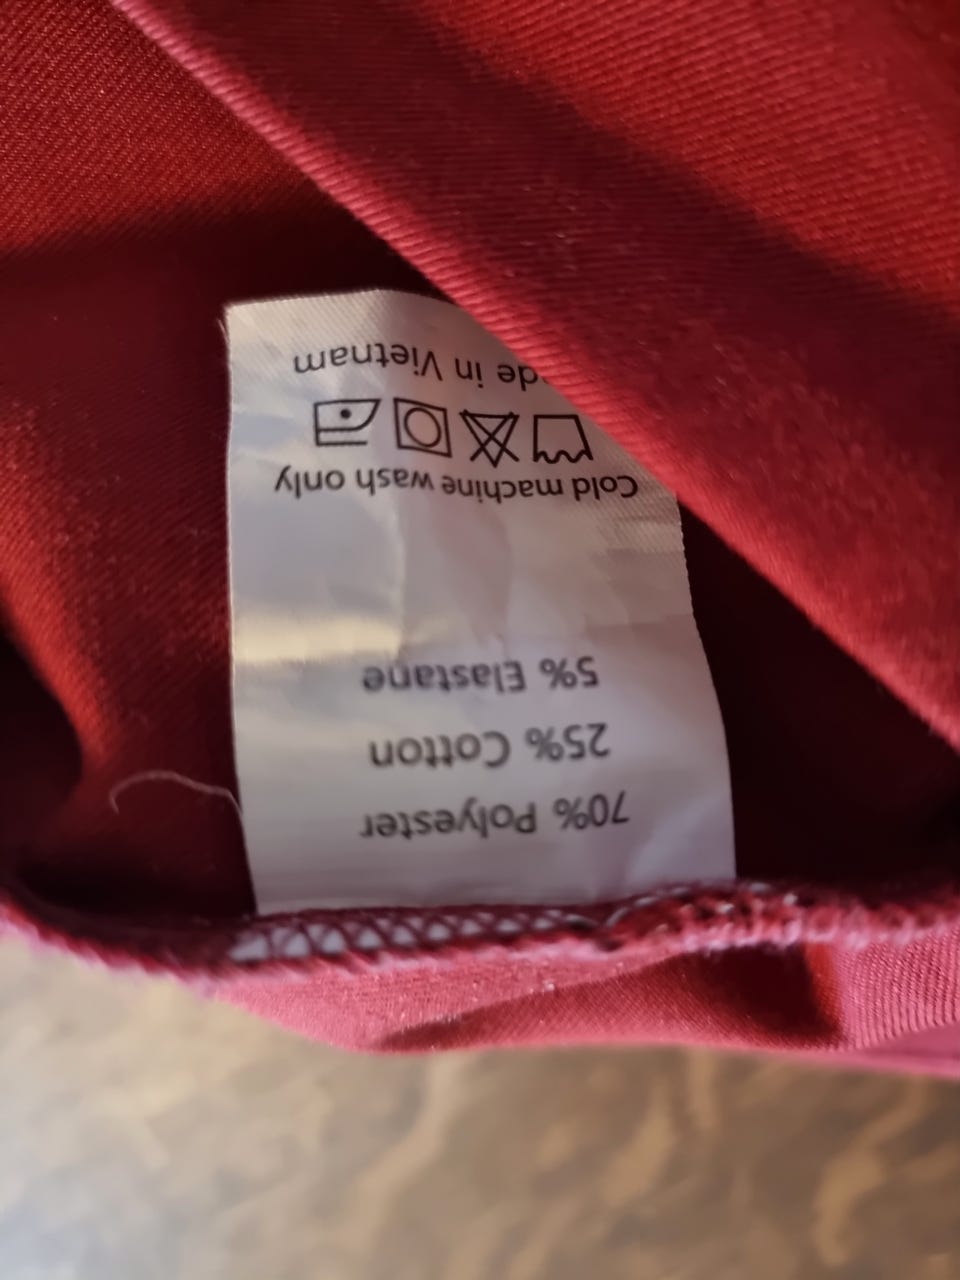 70% Polyester
25% Cotton
5% Elastane
Cold machine wash only
de in Vietnam